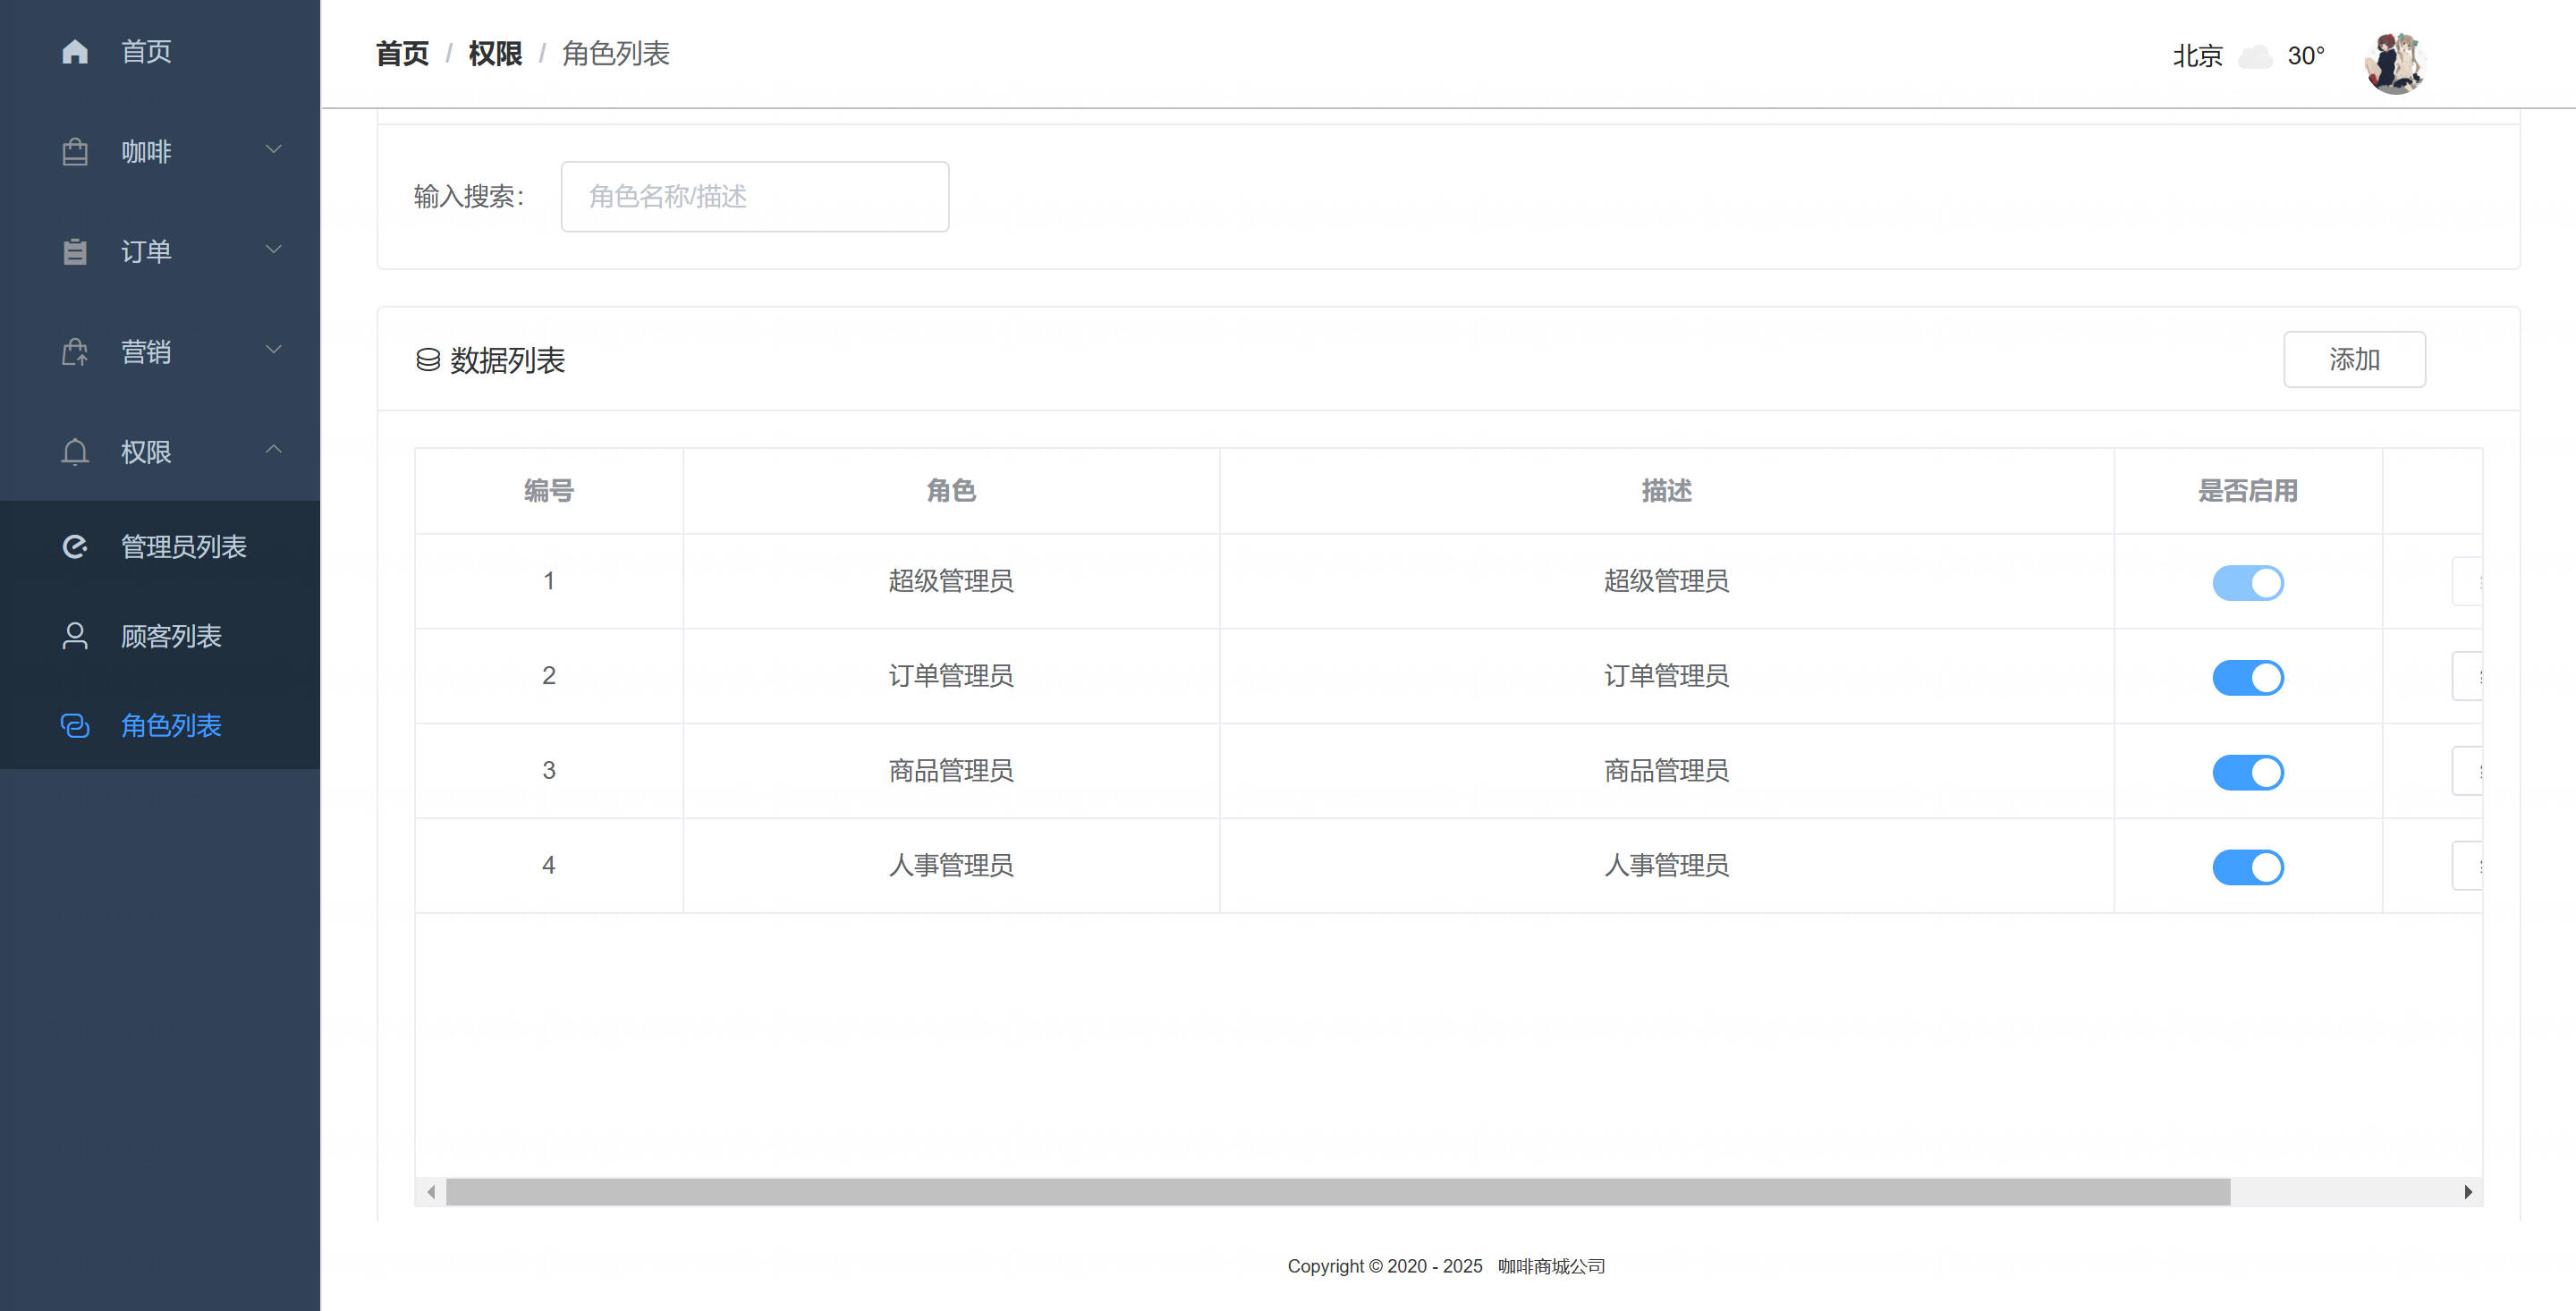 首页
咖啡
订单
营销
权限
管理员列表
顾客列表
角色列表
首页 / 权限 / 角色列表
北京 30°
输入搜索： 角色名称/描述
数据列表 添加
编号 角色 描述 是否启用
1 超级管理员 超级管理员
2 订单管理员 订单管理员
3 商品管理员 商品管理员
4 人事管理员 人事管理员
Copyright © 2020 - 2025 咖啡商城公司